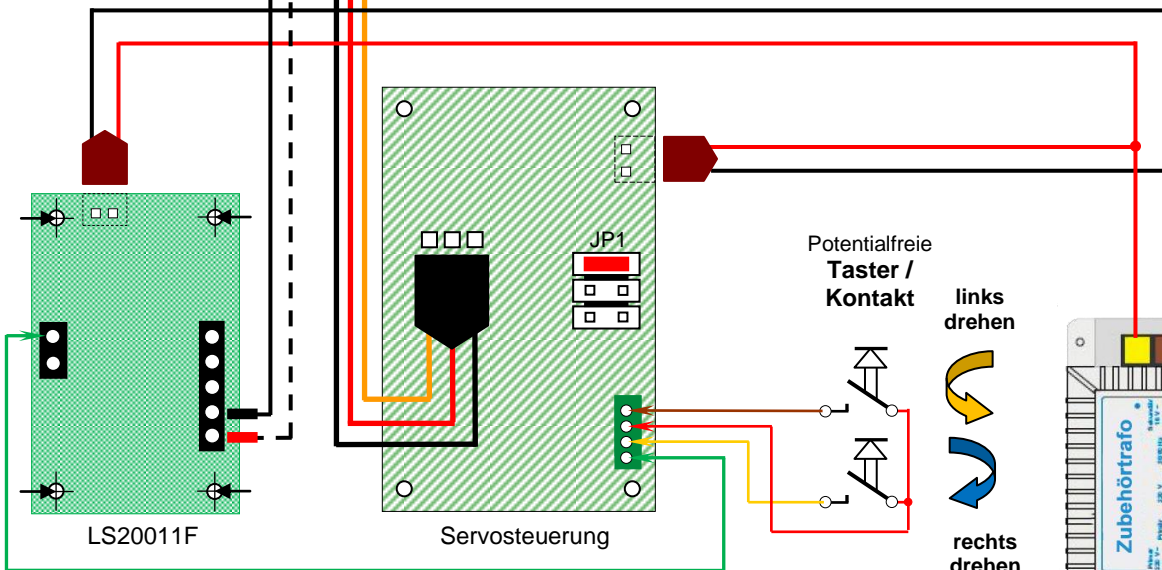 JP1
Potentialfreie
Taster /
Kontakt
links
drehen
Zubehörtrafo
LS20011F
Servosteuerung
rechts
drehen